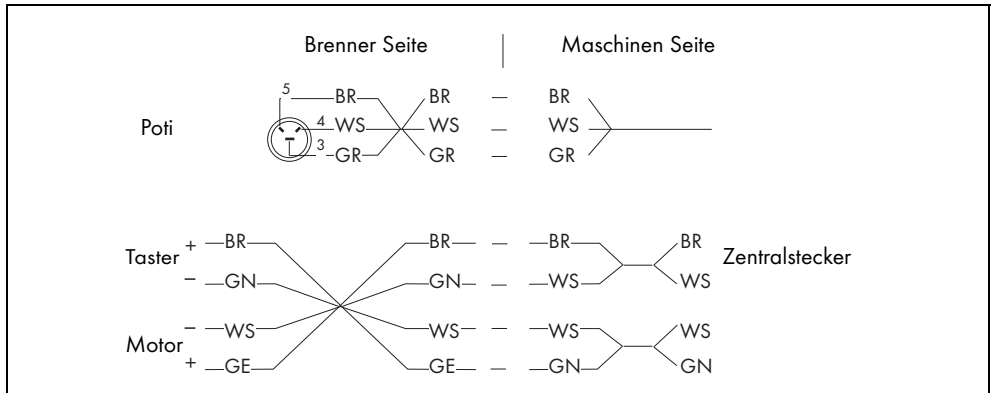 Brenner Seite | Maschinen Seite
5 BR BR – BR
Poti 4 WS WS – WS
3 GR GR – GR
Taster + BR BR – BR BR Zentralstecker
– GN GN – WS WS
Motor – WS WS – WS WS
+ GE GE – GN GN